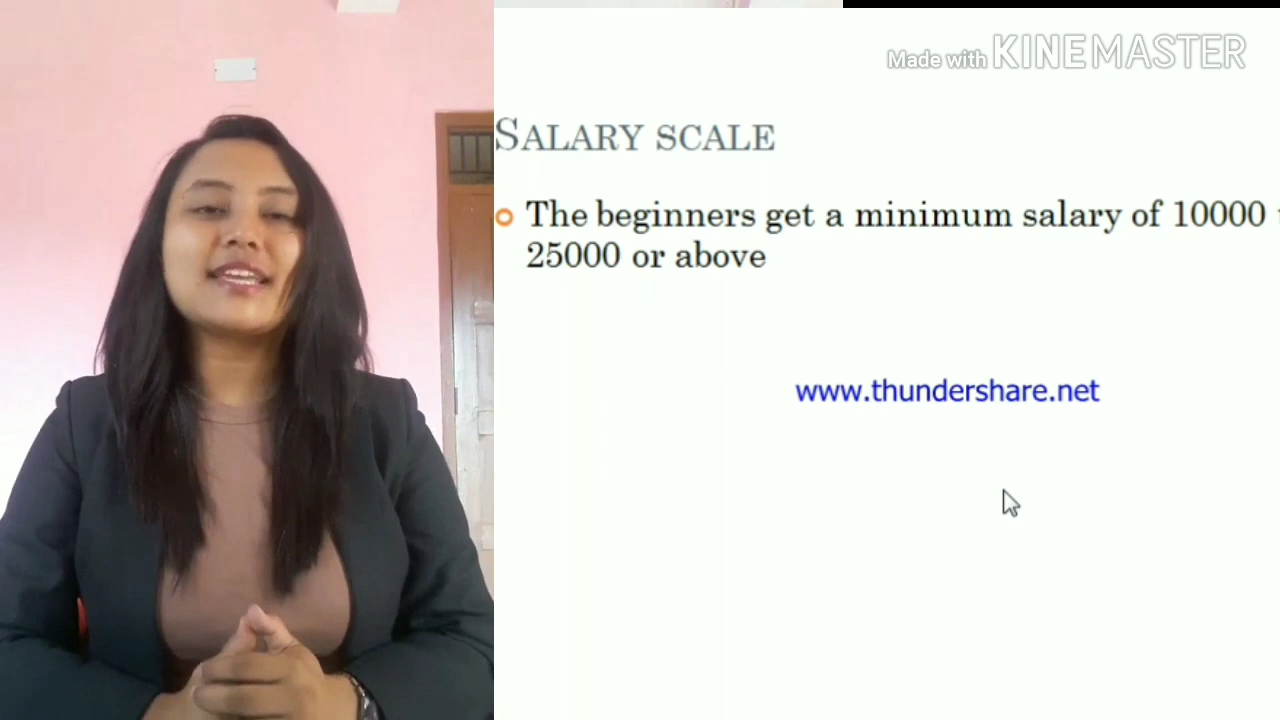 Made with KINEMASTER
SALARY SCALE
The beginners get a minimum salary of 10000
25000 or above
www.thundershare.net